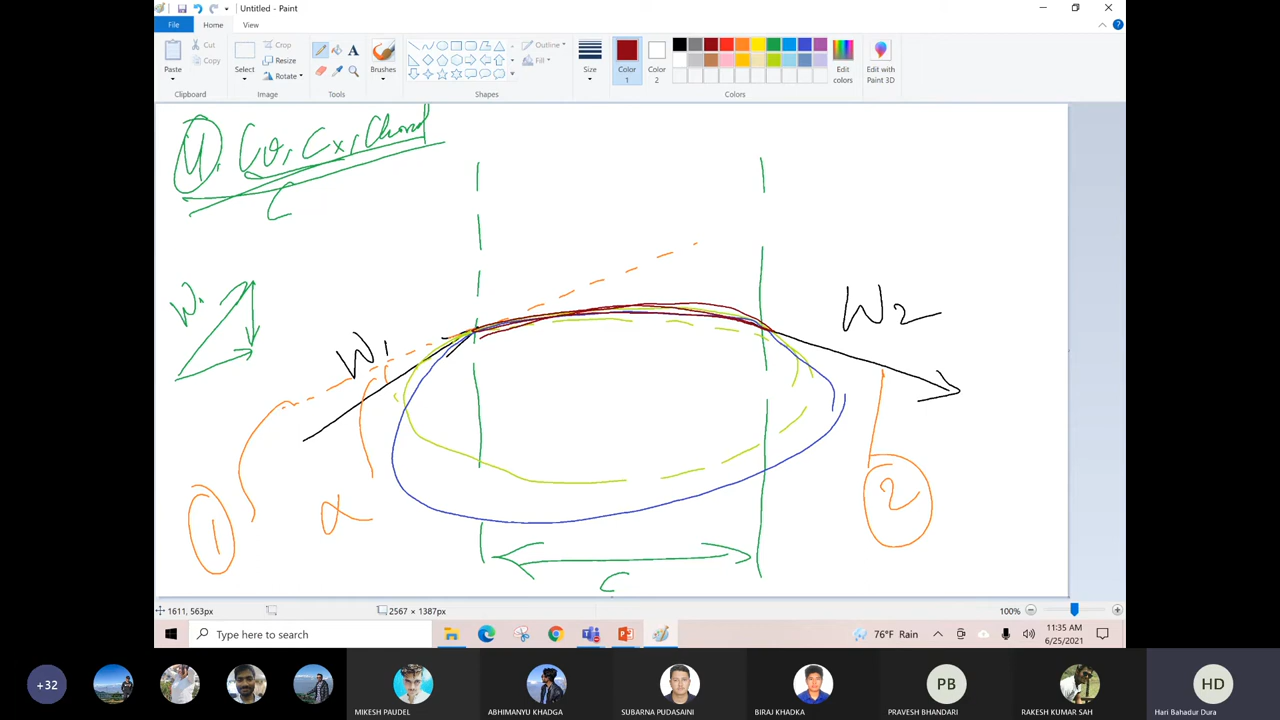 Untitled - Paint
File Home View
Cut
Copy
Paste
Clipboard
Crop
Resize
Rotate
Select
Image
A
Tools
Brushes
Outline
Fill
Shapes
Size
Color 1
Color 2
Edit colors
Edit with Paint 3D
Colors
U, Cθ, Cx, Chord
C
W1
W1
W2
α
1
2
C
1611, 563px
2567 × 1387px
100%
Type here to search
76°F Rain
11:35 AM
6/25/2021
+32
MIKESH PAUDEL
ABHIMANYU KHADGA
SUBARNA PUDASAINI
BIRAJ KHADKA
PB
PRAVESH BHANDARI
RAKESH KUMAR SAH
HD
Hari Bahadur Dura